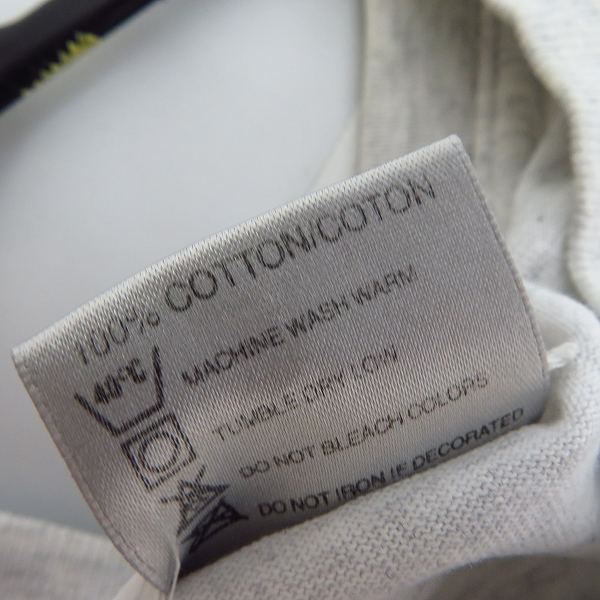 100% COTTON/COTON
40°C MACHINE WASH WARM
TUMBLE DRY LOW
DO NOT BLEACH COLORS
DO NOT IRON IF DECORATED